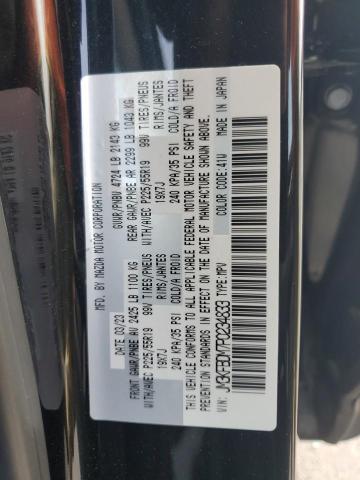 MFD. BY MAZDA MOTOR CORPORATION
DATE 03/23 GVWR/PNBV 4724 LB 2143 KG
FRONT GAWR/PNBE AV 2425 LB 1100 KG REAR GAWR/PNBE AR 2299 LB 1043 KG
WITH/AVEC P225/55R19 99V TIRES/PNEUS WITH/AVEC P225/55R19 99V TIRES/PNEUS
19X7J RIMS/JANTES 19X7J RIMS/JANTES
240 KPA/35 PSI COLD/A FROID 240 KPA/35 PSI COLD/A FROID
THIS VEHICLE CONFORMS TO ALL APPLICABLE FEDERAL MOTOR VEHICLE SAFETY AND THEFT
PREVENTION STANDARDS IN EFFECT ON THE DATE OF MANUFACTURE SHOWN ABOVE.
TYPE:MPV COLOR CODE:41W MADE IN JAPAN